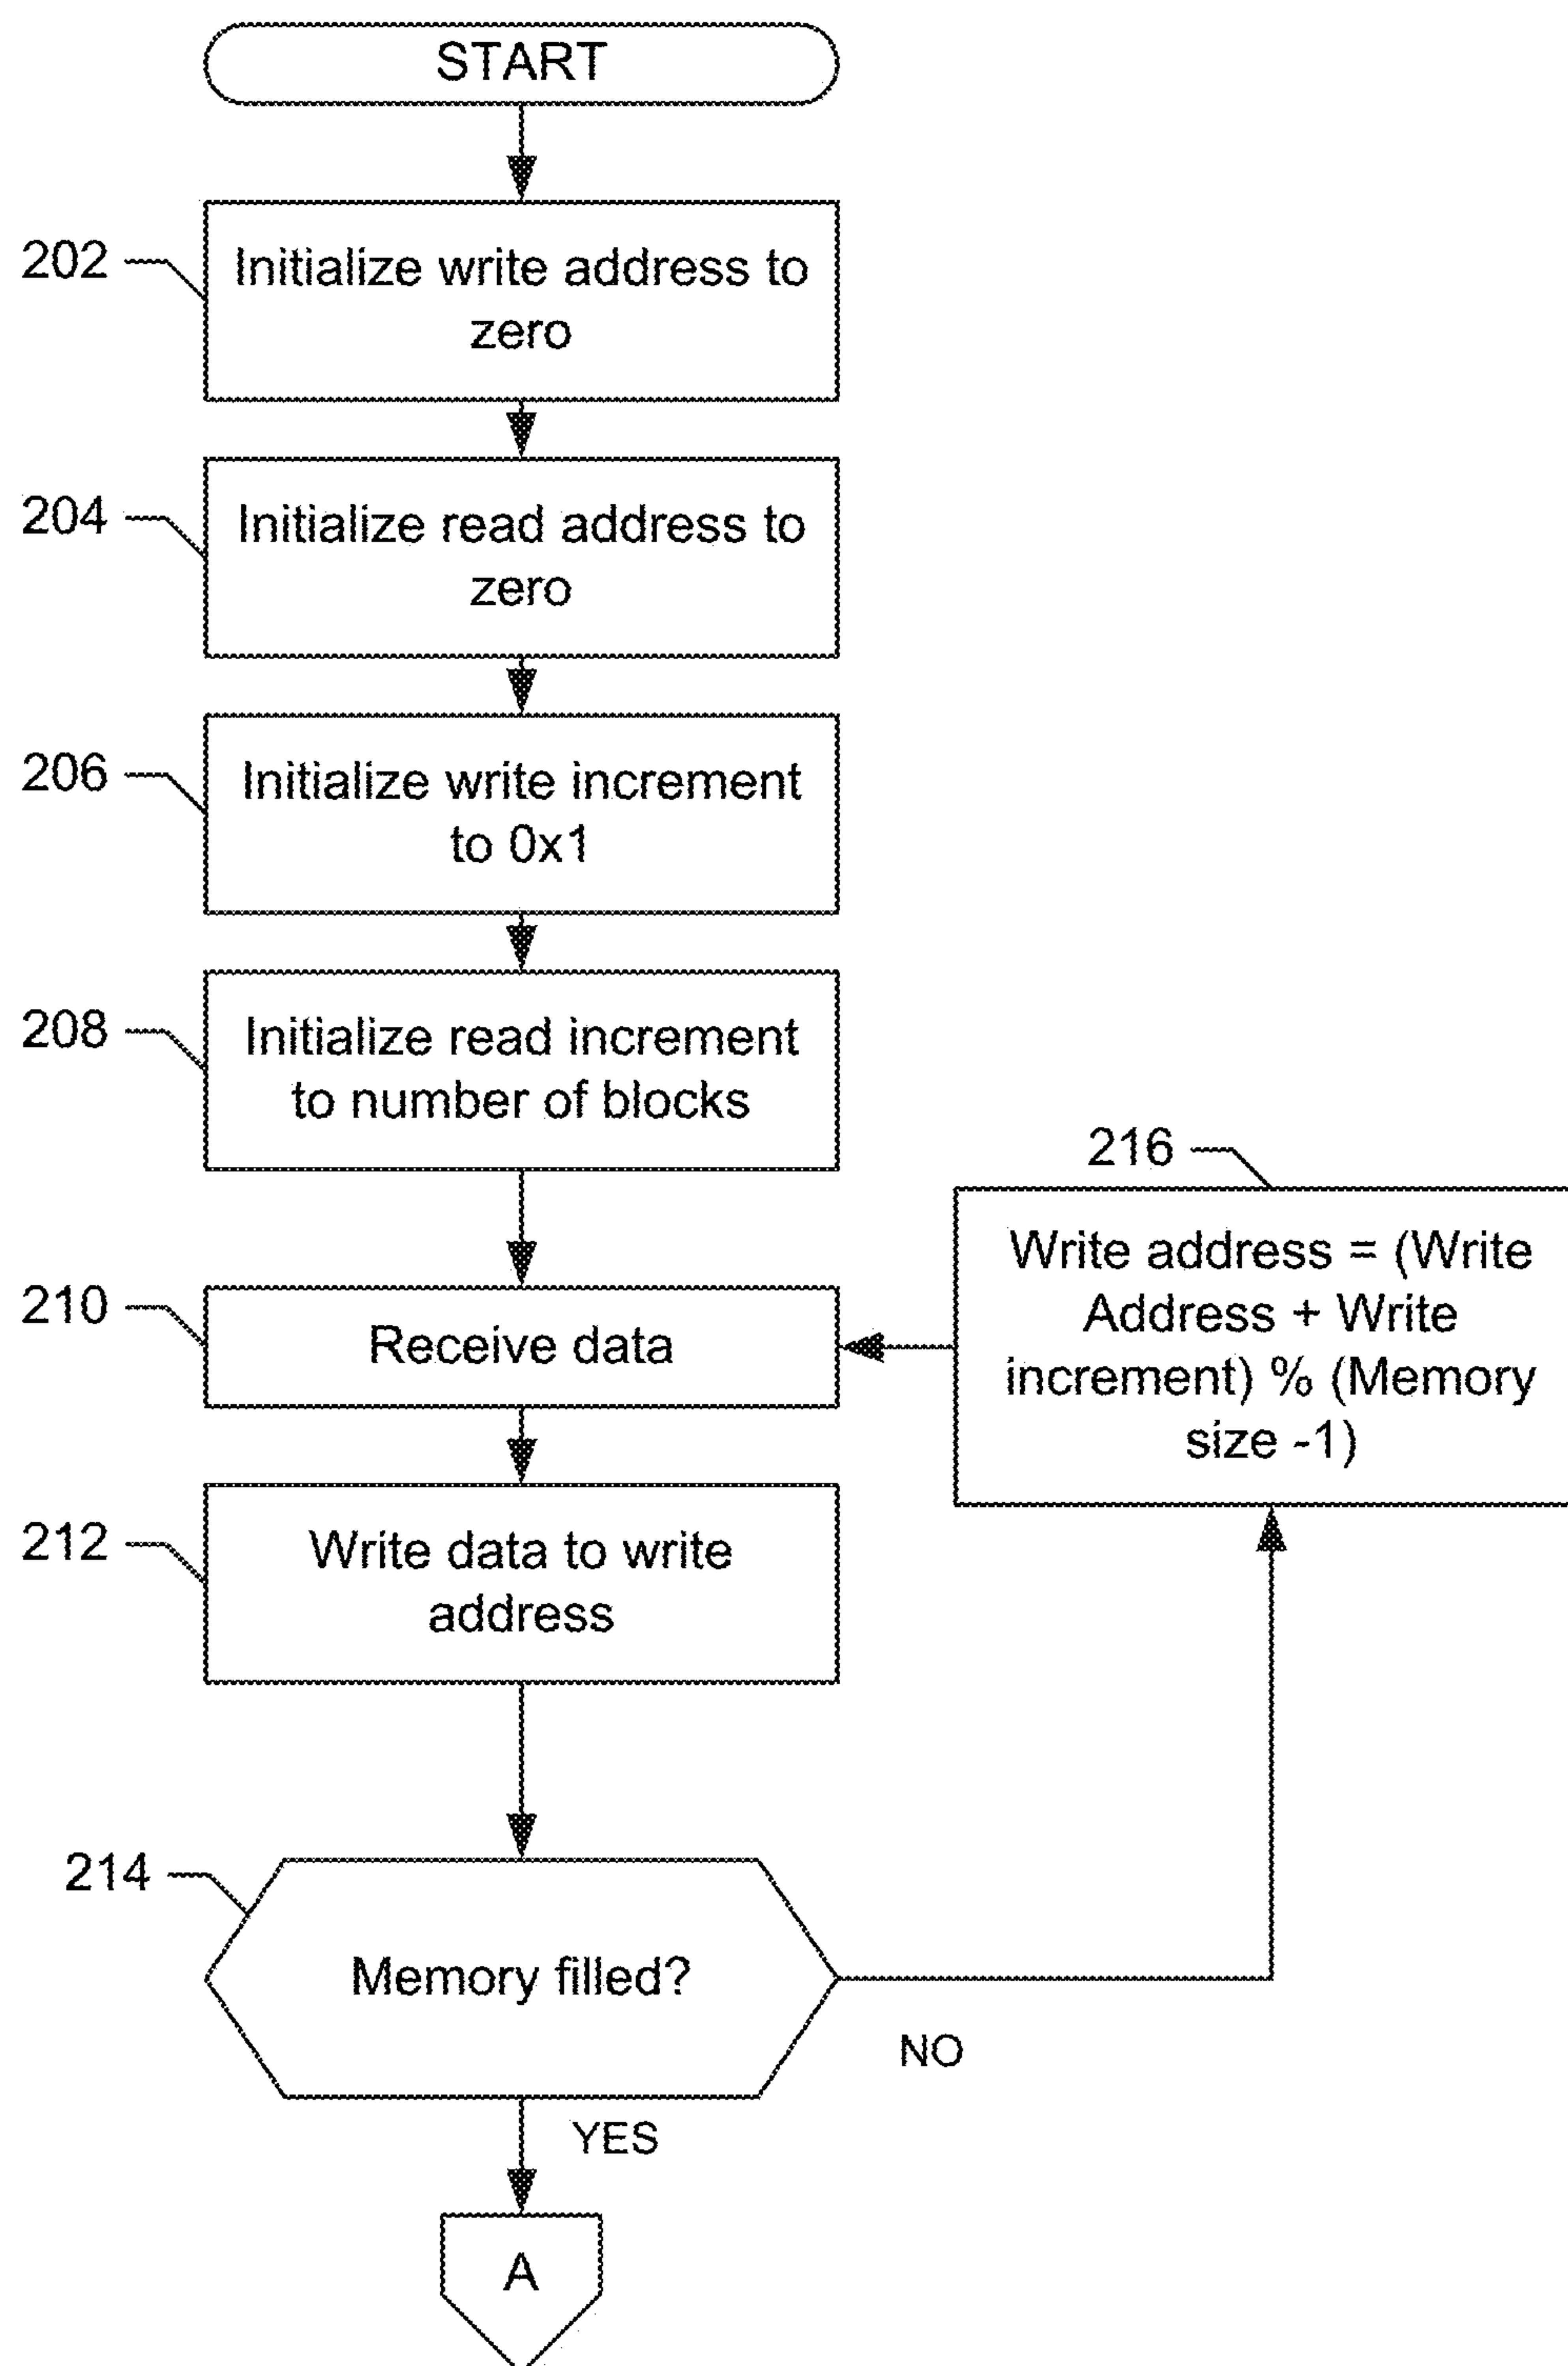 START
202
Initialize write address to
zero
204
Initialize read address to
zero
206
Initialize write increment
to 0x1
208
Initialize read increment
to number of blocks
216
Write address = (Write
Address + Write
increment) % (Memory
size -1)
210
Receive data
212
Write data to write
address
214
Memory filled?
NO
YES
A